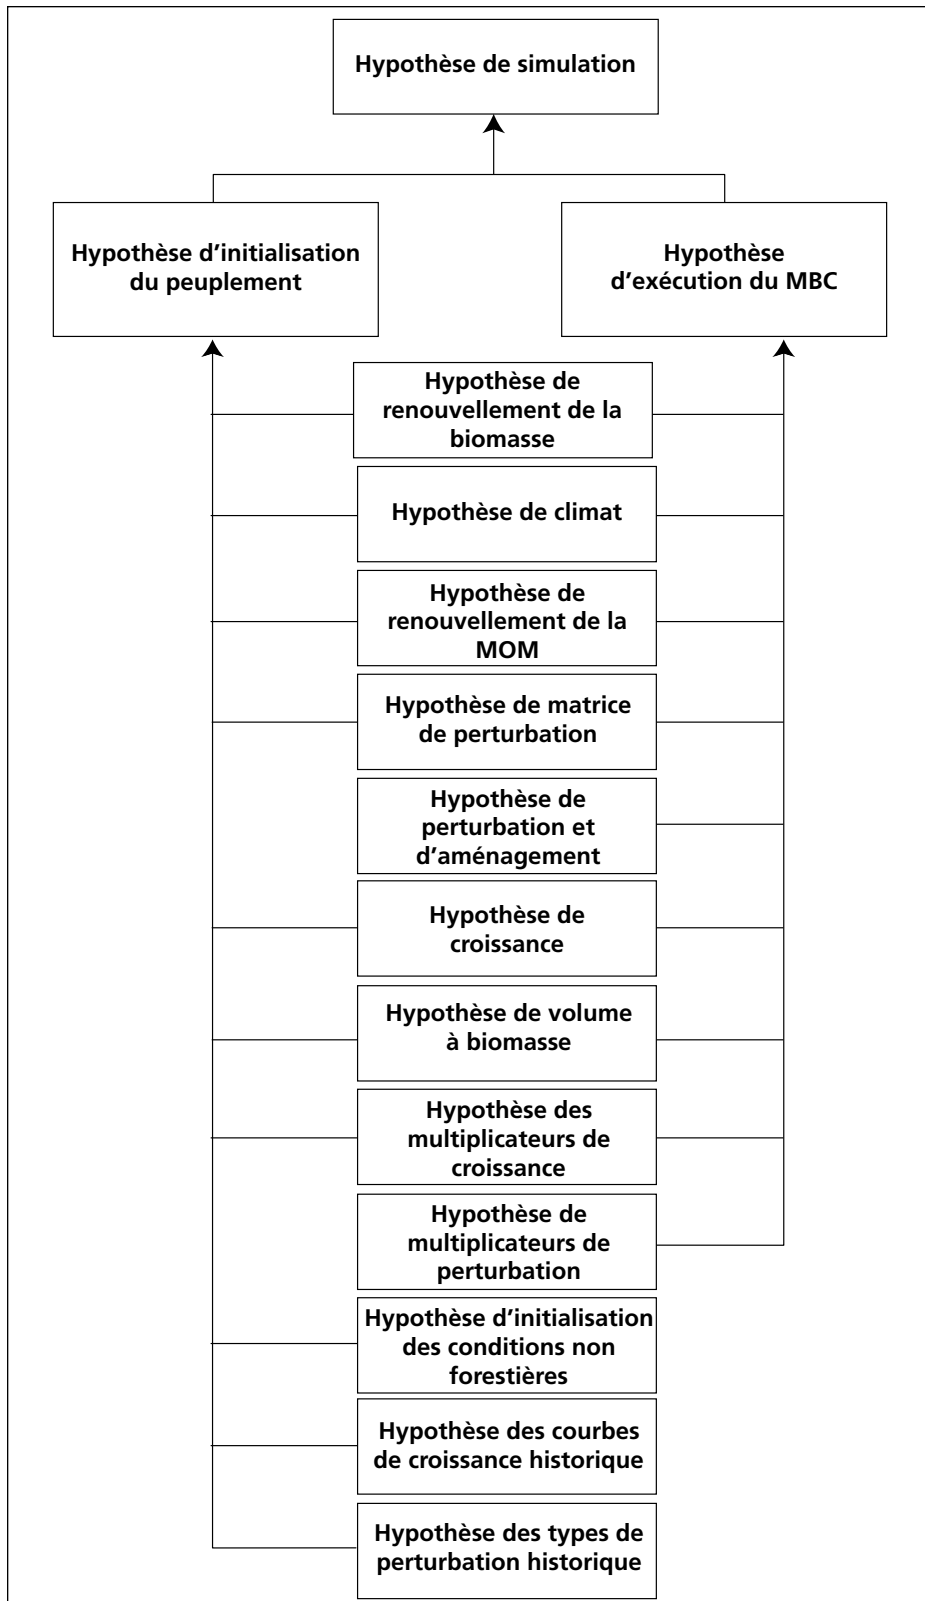 Hypothèse de simulation
Hypothèse d'initialisation
du peuplement
Hypothèse
d'exécution du MBC
Hypothèse de
renouvellement de la
biomasse
Hypothèse de climat
Hypothèse de
renouvellement de la
MOM
Hypothèse de matrice
de perturbation
Hypothèse de
perturbation et
d'aménagement
Hypothèse de
croissance
Hypothèse de volume
à biomasse
Hypothèse des
multiplicateurs de
croissance
Hypothèse de
multiplicateurs de
perturbation
Hypothèse d'initialisation
des conditions non
forestières
Hypothèse des courbes
de croissance historique
Hypothèse des types de
perturbation historique